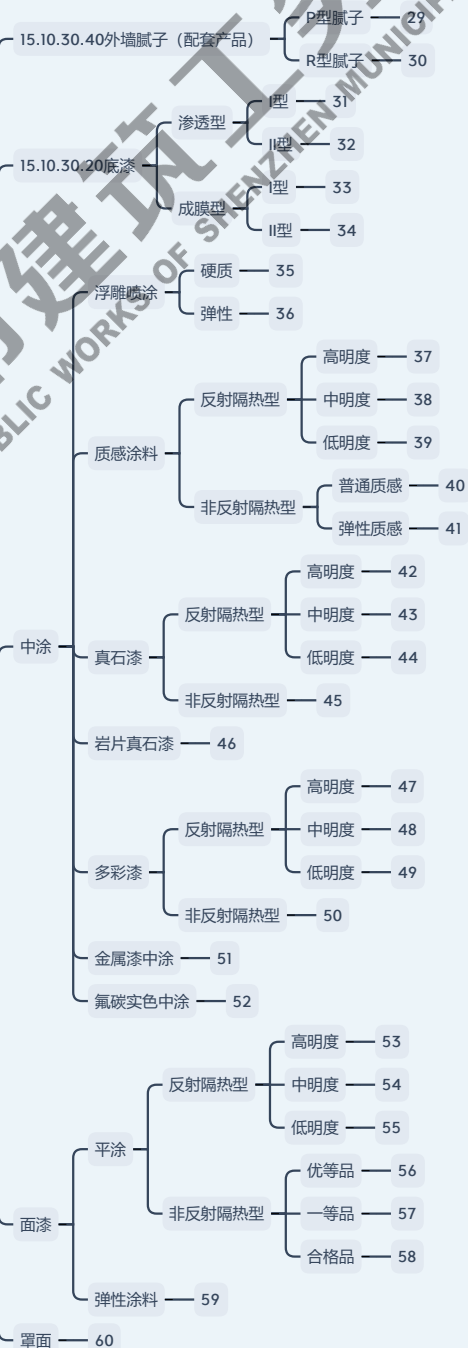 15.10.30.40外墙腻子（配套产品）
P型腻子 29
R型腻子 30
15.10.30.20底漆
渗透型
I型 31
II型 32
成膜型
I型 33
II型 34
中涂
浮雕喷涂
硬质 35
弹性 36
质感涂料
反射隔热型
高明度 37
中明度 38
低明度 39
非反射隔热型
普通质感 40
弹性质感 41
真石漆
反射隔热型
高明度 42
中明度 43
低明度 44
非反射隔热型 45
岩片真石漆 46
多彩漆
反射隔热型
高明度 47
中明度 48
低明度 49
非反射隔热型 50
金属漆中涂 51
氟碳实色中涂 52
面漆
平涂
反射隔热型
高明度 53
中明度 54
低明度 55
非反射隔热型
优等品 56
一等品 57
合格品 58
弹性涂料 59
罩面 60
建筑工
BLIC WORKS OF SHENZHEN MUNICIP